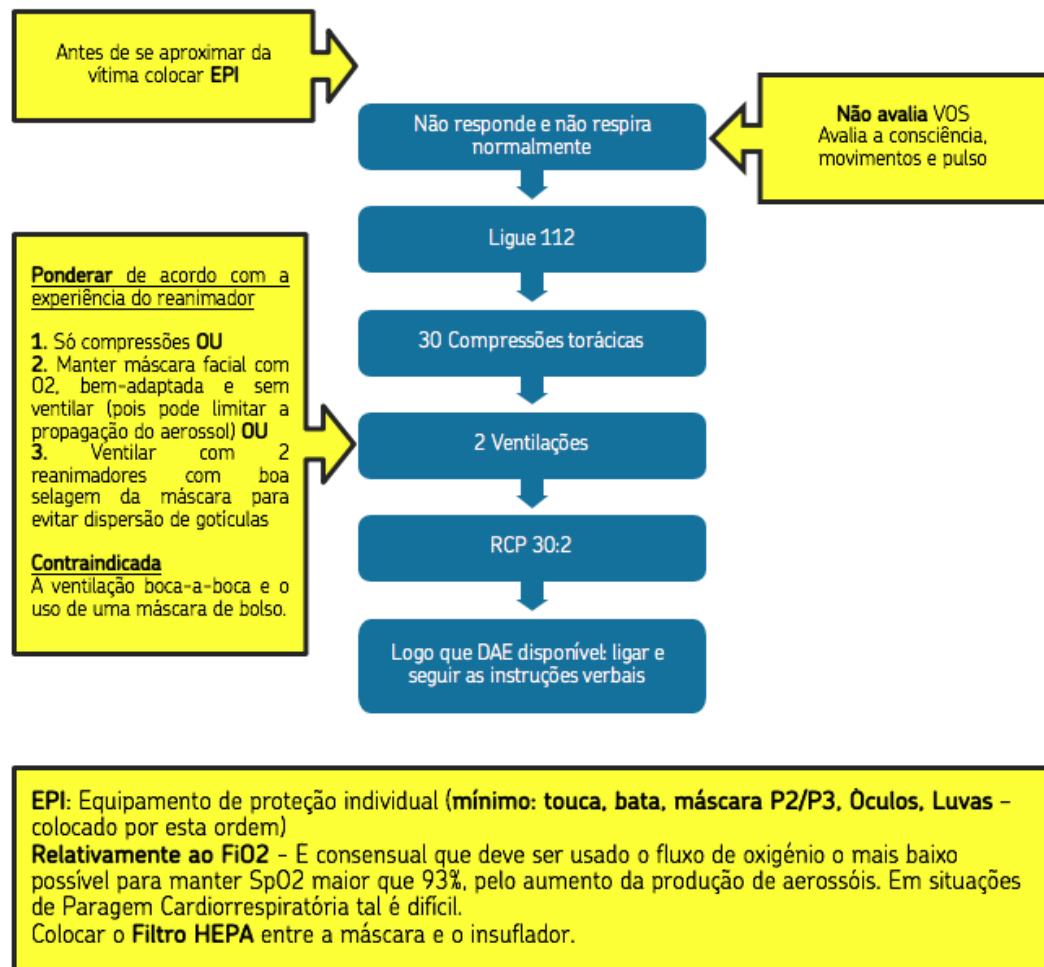 Antes de se aproximar da
vítima colocar EPI
Não responde e não respira
normalmente
Não avalia VOS
Avalia a consciência,
movimentos e pulso
Ligue 112
Ponderar de acordo com a
experiência do reanimador
1. Só compressões OU
2. Manter máscara facial com
O2, bem-adaptada e sem
ventilar (pois pode limitar a
propagação do aerossol) OU
3. Ventilar com 2
reanimadores com boa
selagem da máscara para
evitar dispersão de gotículas
Contraindicada
A ventilação boca-a-boca e o
uso de uma máscara de bolso.
30 Compressões torácicas
2 Ventilações
RCP 30:2
Logo que DAE disponível: ligar e
seguir as instruções verbais
EPI: Equipamento de proteção individual (mínimo: touca, bata, máscara P2/P3, Òculos, Luvas –
colocado por esta ordem)
Relativamente ao FiO2 - E consensual que deve ser usado o fluxo de oxigénio o mais baixo
possível para manter SpO2 maior que 93%, pelo aumento da produção de aerossóis. Em situações
de Paragem Cardiorrespiratória tal é difícil.
Colocar o Filtro HEPA entre a máscara e o insuflador.